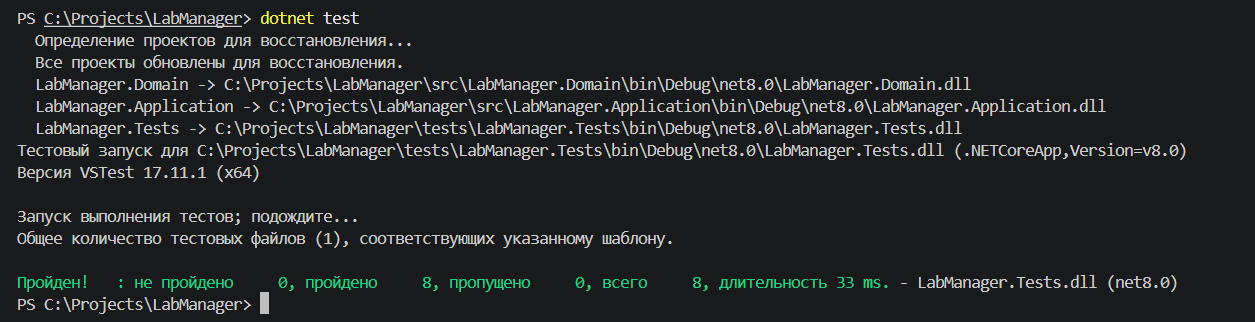 PS C:\Projects\LabManager> dotnet test
  Определение проектов для восстановления...
  Все проекты обновлены для восстановления.
  LabManager.Domain -> C:\Projects\LabManager\src\LabManager.Domain\bin\Debug\net8.0\LabManager.Domain.dll
  LabManager.Application -> C:\Projects\LabManager\src\LabManager.Application\bin\Debug\net8.0\LabManager.Application.dll
  LabManager.Tests -> C:\Projects\LabManager\tests\LabManager.Tests\bin\Debug\net8.0\LabManager.Tests.dll
Тестовый запуск для C:\Projects\LabManager\tests\LabManager.Tests\bin\Debug\net8.0\LabManager.Tests.dll (.NETCoreApp,Version=v8.0)
Версия VSTest 17.11.1 (x64)

Запуск выполнения тестов; подождите...
Общее количество тестовых файлов (1), соответствующих указанному шаблону.

Пройден!   : не пройдено     0, пройдено     8, пропущено     0, всего     8, длительность 33 ms. - LabManager.Tests.dll (net8.0)
PS C:\Projects\LabManager>